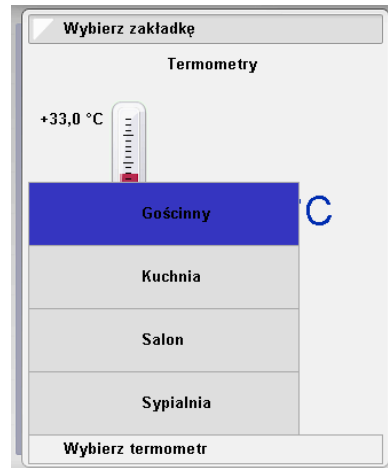 Wybierz zakładkę
Termometry
+33,0 °C
°C
Gościnny
Kuchnia
Salon
Sypialnia
Wybierz termometr